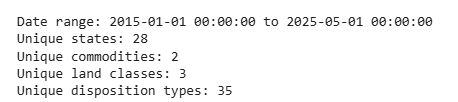 Date range: 2015-01-01 00:00:00 to 2025-05-01 00:00:00
Unique states: 28
Unique commodities: 2
Unique land classes: 3
Unique disposition types: 35